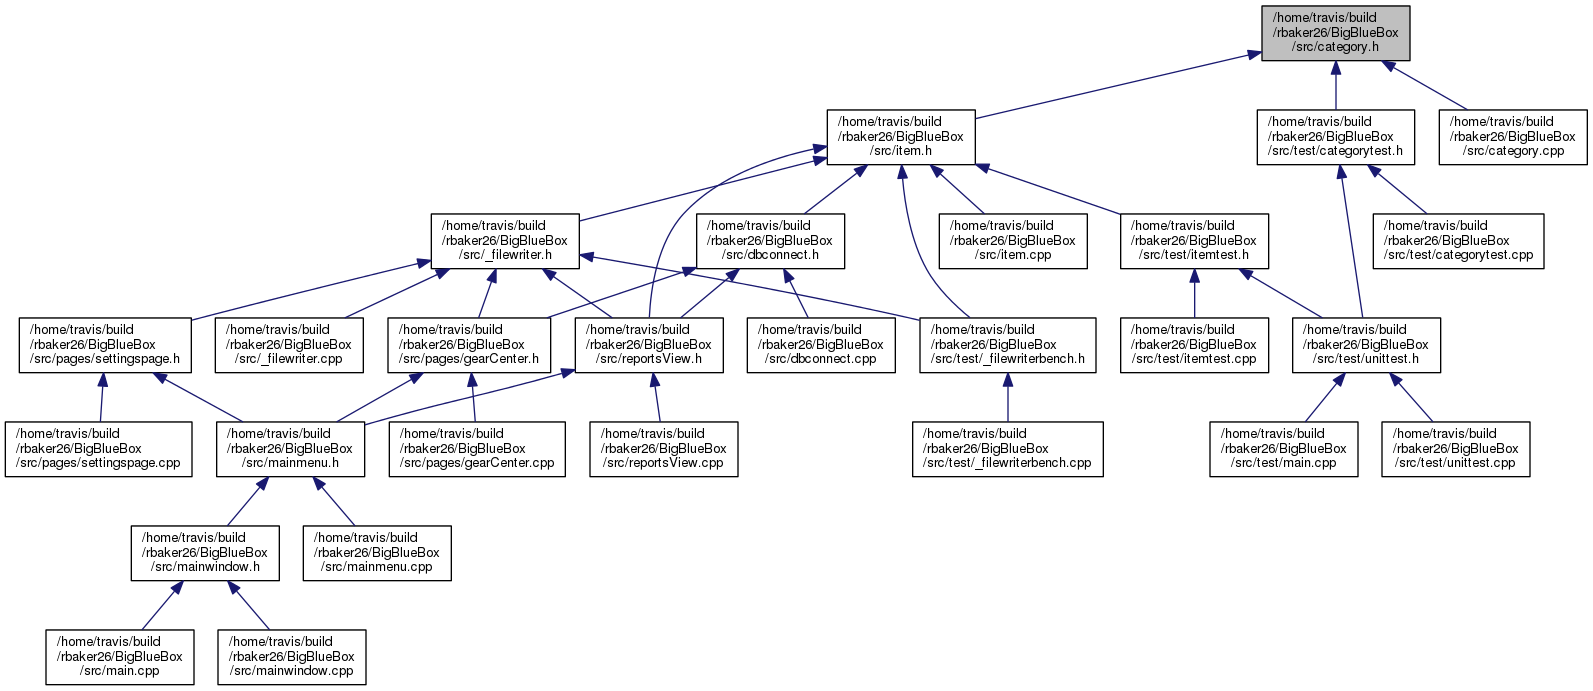 /home/travis/build
/rbaker26/BigBlueBox
/src/category.h
/home/travis/build
/rbaker26/BigBlueBox
/src/item.h
/home/travis/build
/rbaker26/BigBlueBox
/src/test/categorytest.h
/home/travis/build
/rbaker26/BigBlueBox
/src/category.cpp
/home/travis/build
/rbaker26/BigBlueBox
/src/_filewriter.h
/home/travis/build
/rbaker26/BigBlueBox
/src/dbconnect.h
/home/travis/build
/rbaker26/BigBlueBox
/src/item.cpp
/home/travis/build
/rbaker26/BigBlueBox
/src/test/itemtest.h
/home/travis/build
/rbaker26/BigBlueBox
/src/test/categorytest.cpp
/home/travis/build
/rbaker26/BigBlueBox
/src/pages/settingspage.h
/home/travis/build
/rbaker26/BigBlueBox
/src/_filewriter.cpp
/home/travis/build
/rbaker26/BigBlueBox
/src/pages/gearCenter.h
/home/travis/build
/rbaker26/BigBlueBox
/src/reportsView.h
/home/travis/build
/rbaker26/BigBlueBox
/src/dbconnect.cpp
/home/travis/build
/rbaker26/BigBlueBox
/src/test/_filewriterbench.h
/home/travis/build
/rbaker26/BigBlueBox
/src/test/itemtest.cpp
/home/travis/build
/rbaker26/BigBlueBox
/src/test/unittest.h
/home/travis/build
/rbaker26/BigBlueBox
/src/pages/settingspage.cpp
/home/travis/build
/rbaker26/BigBlueBox
/src/mainmenu.h
/home/travis/build
/rbaker26/BigBlueBox
/src/pages/gearCenter.cpp
/home/travis/build
/rbaker26/BigBlueBox
/src/reportsView.cpp
/home/travis/build
/rbaker26/BigBlueBox
/src/test/_filewriterbench.cpp
/home/travis/build
/rbaker26/BigBlueBox
/src/test/main.cpp
/home/travis/build
/rbaker26/BigBlueBox
/src/test/unittest.cpp
/home/travis/build
/rbaker26/BigBlueBox
/src/mainwindow.h
/home/travis/build
/rbaker26/BigBlueBox
/src/mainmenu.cpp
/home/travis/build
/rbaker26/BigBlueBox
/src/main.cpp
/home/travis/build
/rbaker26/BigBlueBox
/src/mainwindow.cpp